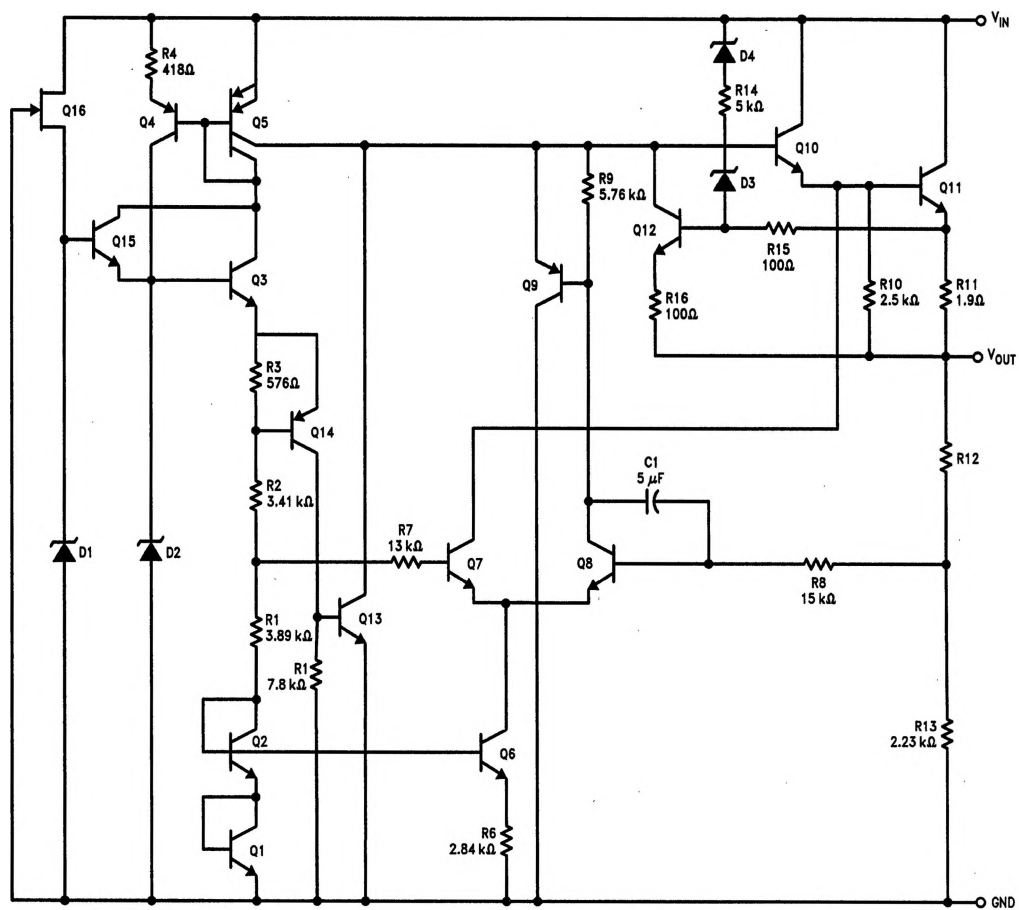 VIN
R4
418Ω
D4
Q16
R14
5 kΩ
Q4
Q5
Q10
R9
5.76 kΩ
D3
Q11
Q15
Q12
R15
100Ω
Q3
Q9
R16
100Ω
R10
2.5 kΩ
R11
1.9Ω
VOUT
R3
576Ω
Q14
R12
C1
5 μF
R2
3.41 kΩ
R7
13 kΩ
D1
D2
Q7
Q8
R8
15 kΩ
R1
3.89 kΩ
Q13
R1
7.8 kΩ
Q2
Q6
R13
2.23 kΩ
R6
2.84 kΩ
Q1
GND